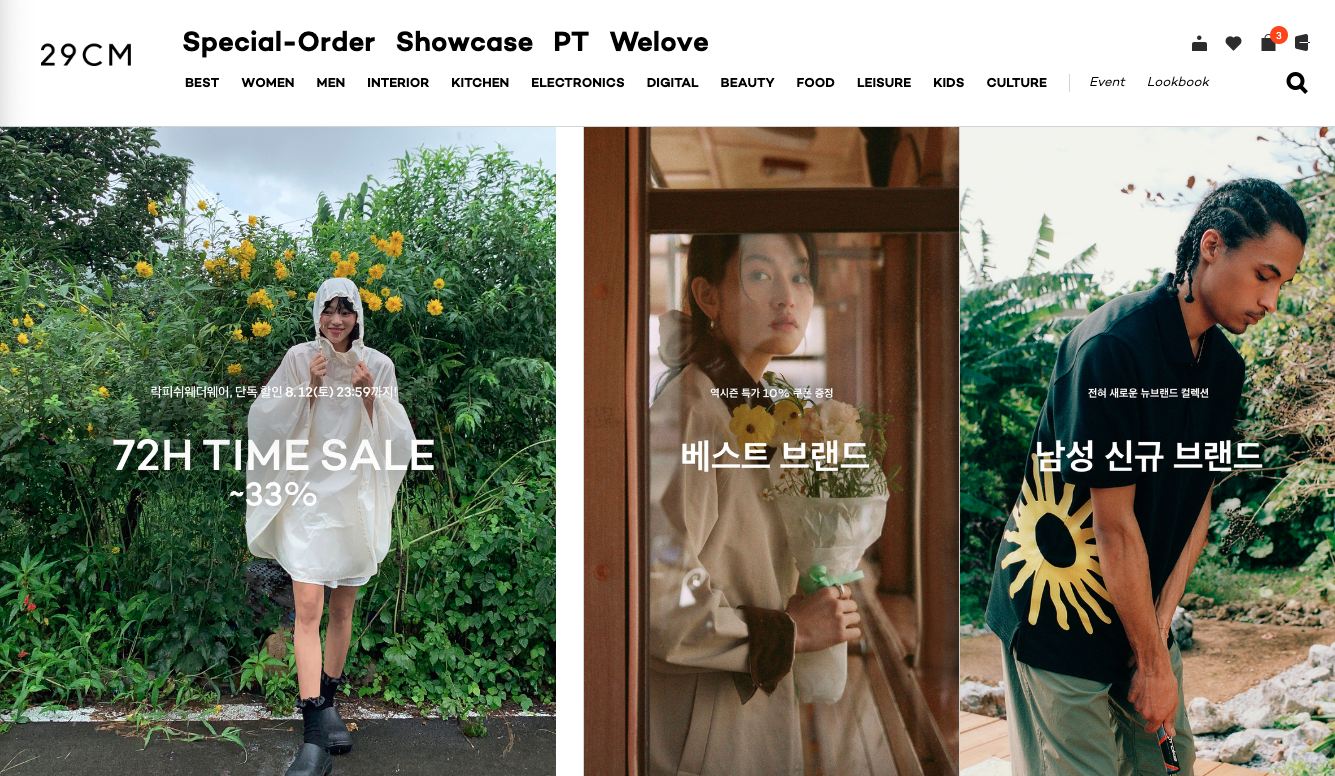 29CM
Special-Order Showcase PT Welove
3
BEST WOMEN MEN INTERIOR KITCHEN ELECTRONICS DIGITAL BEAUTY FOOD LEISURE KIDS CULTURE Event Lookbook
락피쉬웨더웨어, 단독 할인 8.12(토) 23:59까지!
72H TIME SALE
~33%
역시즌 특가 10% 쿠폰 증정
베스트 브랜드
전혀 새로운 뉴브랜드 컬렉션
남성 신규 브랜드